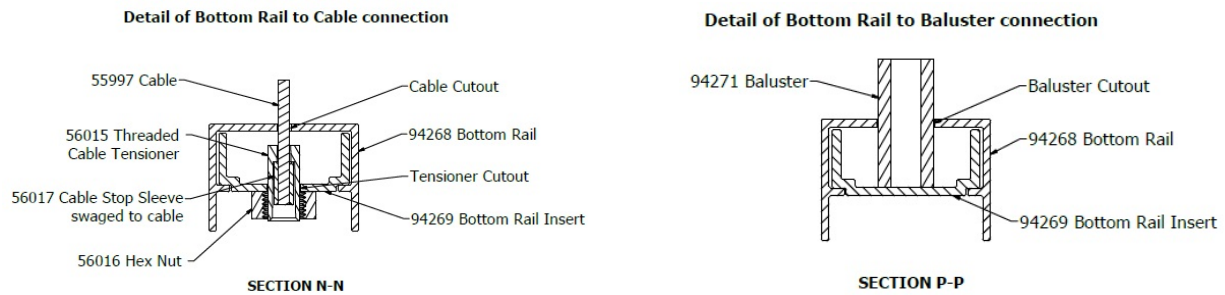 Detail of Bottom Rail to Cable connection
55997 Cable
Cable Cutout
56015 Threaded
Cable Tensioner
94268 Bottom Rail
Tensioner Cutout
56017 Cable Stop Sleeve
swaged to cable
94269 Bottom Rail Insert
56016 Hex Nut
SECTION N-N
Detail of Bottom Rail to Baluster connection
94271 Baluster
Baluster Cutout
94268 Bottom Rail
94269 Bottom Rail Insert
SECTION P-P